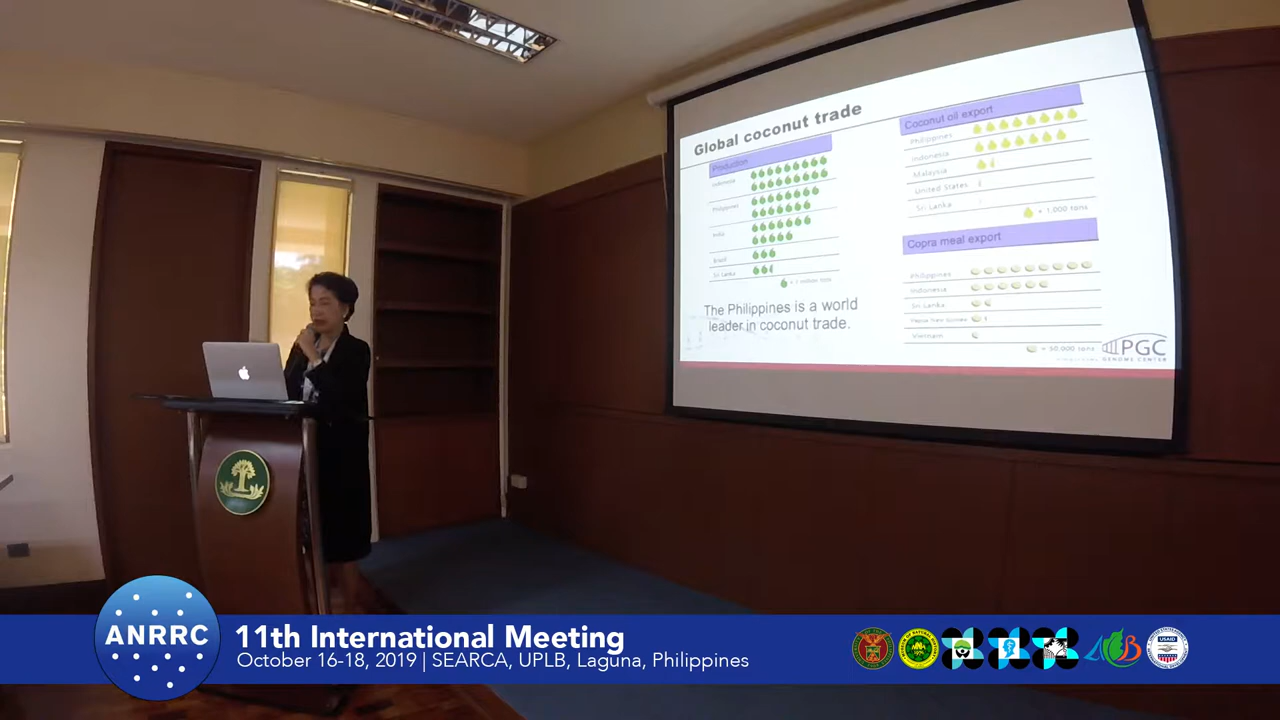 Global coconut trade
Production
Indonesia
Philippines
India
Brazil
Sri Lanka
The Philippines is a world
leader in coconut trade.
Coconut oil export
Philippines
Indonesia
Malaysia
United States
Sri Lanka
= 1,000 tons
Copra meal export
Philippines
Indonesia
Sri Lanka
Papua New Guinea
Vietnam
= 50,000 tons
PGC
GENOME CENTER
ANRRC
11th International Meeting
October 16-18, 2019 | SEARCA, UPLB, Laguna, Philippines
USAID